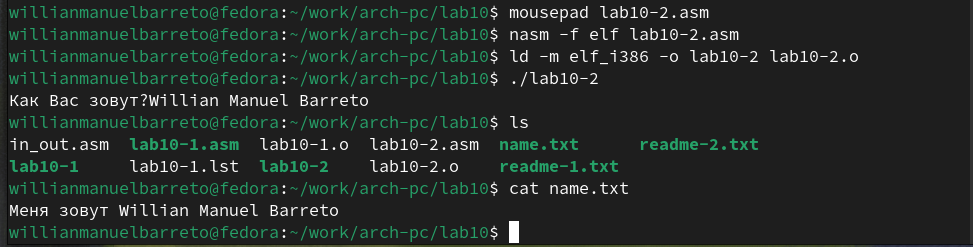 willianmanuelbarreto@fedora:~/work/arch-pc/lab10$ mousepad lab10-2.asm
willianmanuelbarreto@fedora:~/work/arch-pc/lab10$ nasm -f elf lab10-2.asm
willianmanuelbarreto@fedora:~/work/arch-pc/lab10$ ld -m elf_i386 -o lab10-2 lab10-2.o
willianmanuelbarreto@fedora:~/work/arch-pc/lab10$ ./lab10-2
Как Вас зовут?Willian Manuel Barreto
willianmanuelbarreto@fedora:~/work/arch-pc/lab10$ ls
in_out.asm  lab10-1.asm  lab10-1.o  lab10-2.asm  name.txt      readme-2.txt
lab10-1     lab10-1.lst  lab10-2    lab10-2.o    readme-1.txt
willianmanuelbarreto@fedora:~/work/arch-pc/lab10$ cat name.txt
Меня зовут Willian Manuel Barreto
willianmanuelbarreto@fedora:~/work/arch-pc/lab10$